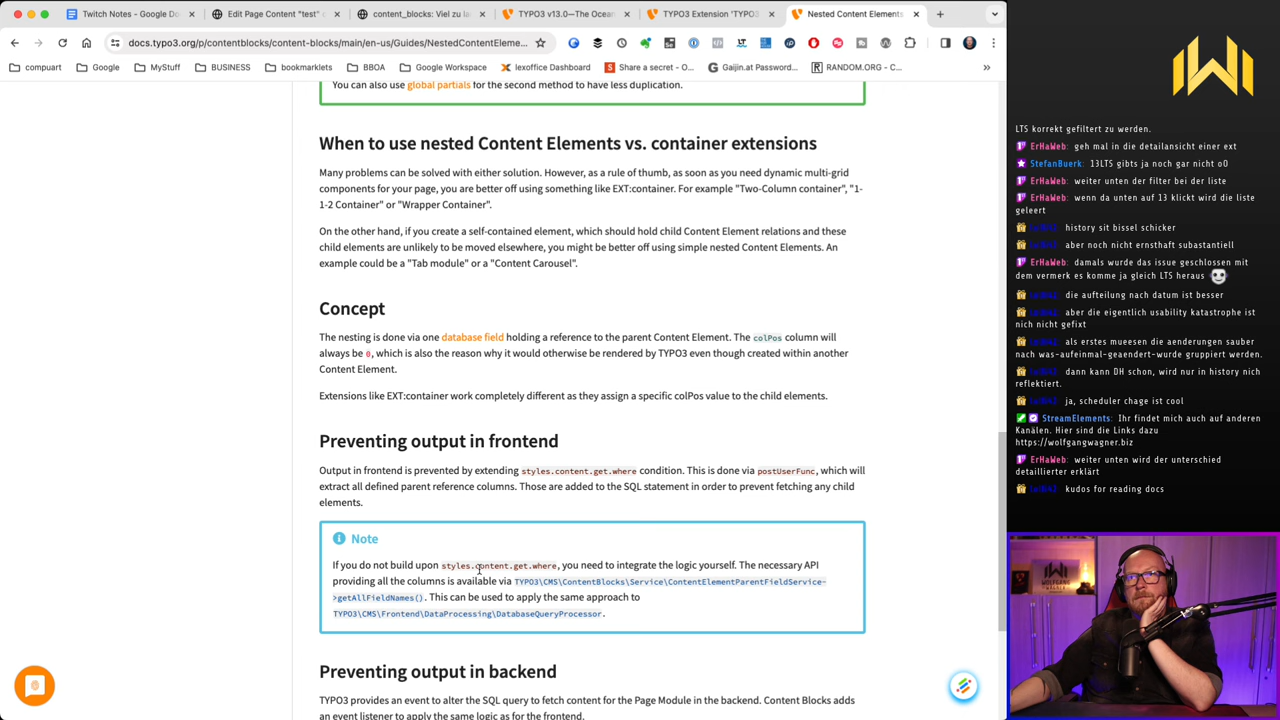 Twitch Notes - Google Do
Edit Page Content "test"
content_blocks: Viel zu la
TYPO3 v13.0—The Ocean
TYPO3 Extension 'TYPO3
Nested Content Elements
docs.typo3.org/p/contentblocks/content-blocks/main/en-us/Guides/NestedContentEleme...
compuart
Google
MyStuff
BUSINESS
bookmarklets
BBOA
Google Workspace
lexoffice Dashboard
Share a secret - O...
Gaijin.at Password...
RANDOM.ORG - C...
»
You can also use global partials for the second method to have less duplication.
When to use nested Content Elements vs. container extensions
Many problems can be solved with either solution. However, as a rule of thumb, as soon as you need dynamic multi-grid
components for your page, you are better off using something like EXT:container. For example "Two-Column container", "1-
1-2 Container" or "Wrapper Container".
On the other hand, if you create a self-contained element, which should hold child Content Element relations and these
child elements are unlikely to be moved elsewhere, you might be better off using simple nested Content Elements. An
example could be a "Tab module" or a "Content Carousel".
Concept
The nesting is done via one database field holding a reference to the parent Content Element. The colPos column will
always be 0, which is also the reason why it would otherwise be rendered by TYPO3 even though created within another
Content Element.
Extensions like EXT:container work completely different as they assign a specific colPos value to the child elements.
Preventing output in frontend
Output in frontend is prevented by extending styles.content.get.where condition. This is done via postUserFunc, which will
extract all defined parent reference columns. Those are added to the SQL statement in order to prevent fetching any child
elements.
Note
If you do not build upon styles.content.get.where, you need to integrate the logic yourself. The necessary API
providing all the columns is available via TYPO3\CMS\ContentBlocks\Service\ContentElementParentFieldService-
>getAllFieldNames(). This can be used to apply the same approach to
TYPO3\CMS\Frontend\DataProcessing\DatabaseQueryProcessor.
Preventing output in backend
TYPO3 provides an event to alter the SQL query to fetch content for the Page Module in the backend. Content Blocks adds
an event listener to apply the same logic as for the frontend.
LTS korrekt gefiltert zu werden.
ErHaWeb: geh mal in die detailansicht einer ext
StefanBuerk: 13LTS gibts ja noch gar nicht oO
ErHaWeb: weiter unten der filter bei der liste
ErHaWeb: wenn da unten auf 13 klickt wird die liste
geleert
history sit bissel schicker
aber noch nicht ernsthaft subastantiell
ErHaWeb: damals wurde das issue geschlossen mit
dem vermerk es komme ja gleich LTS heraus
die aufteilung nach datum ist besser
aber die eigentlich usability katastrophe ist
nich nicht gefixt
als erstes mueesen die aenderungen sauber
nach was-aufeinmal-geaendert-wurde gruppiert werden.
dann kann DH schon, wird nur in history nich
reflektiert.
ja, scheduler chage ist cool
StreamElements: Ihr findet mich auch auf anderen
Kanälen. Hier sind die Links dazu
https://wolfgangwagner.biz
ErHaWeb: weiter unten wird der unterschied
detaillierter erklärt
kudos for reading docs